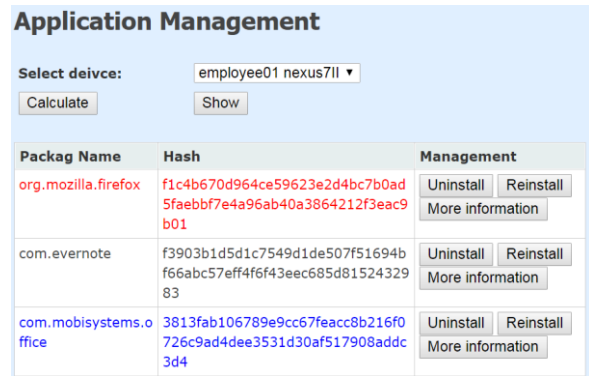 Application Management
Select deivce: employee01 nexus7II
Calculate Show
Packag Name Hash Management
org.mozilla.firefox f1c4b670d964ce59623e2d4bc7b0ad Uninstall Reinstall
5faebbf7e4a96ab40a3864212f3eac9 More information
b01
com.evernote f3903b1d5d1c7549d1de507f51694b Uninstall Reinstall
f66abc57eff4f6f43eec685d81524329 More information
83
com.mobisystems.o 3813fab106789e9cc67feacc8b216f0 Uninstall Reinstall
ffice 0726c9ad4dee3531d30af517908addc More information
3d4